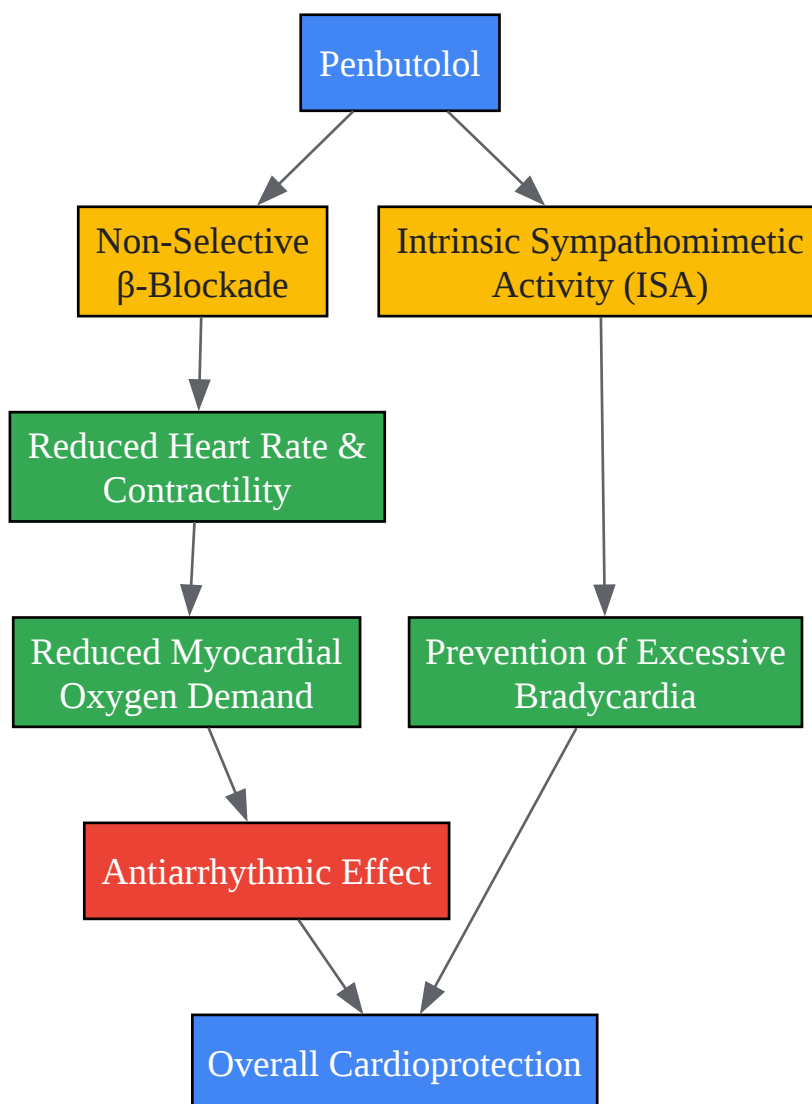 Penbutolol
Non-Selective
β-Blockade
Intrinsic Sympathomimetic
Activity (ISA)
Reduced Heart Rate &
Contractility
Reduced Myocardial
Oxygen Demand
Prevention of Excessive
Bradycardia
Antiarrhythmic Effect
Overall Cardioprotection